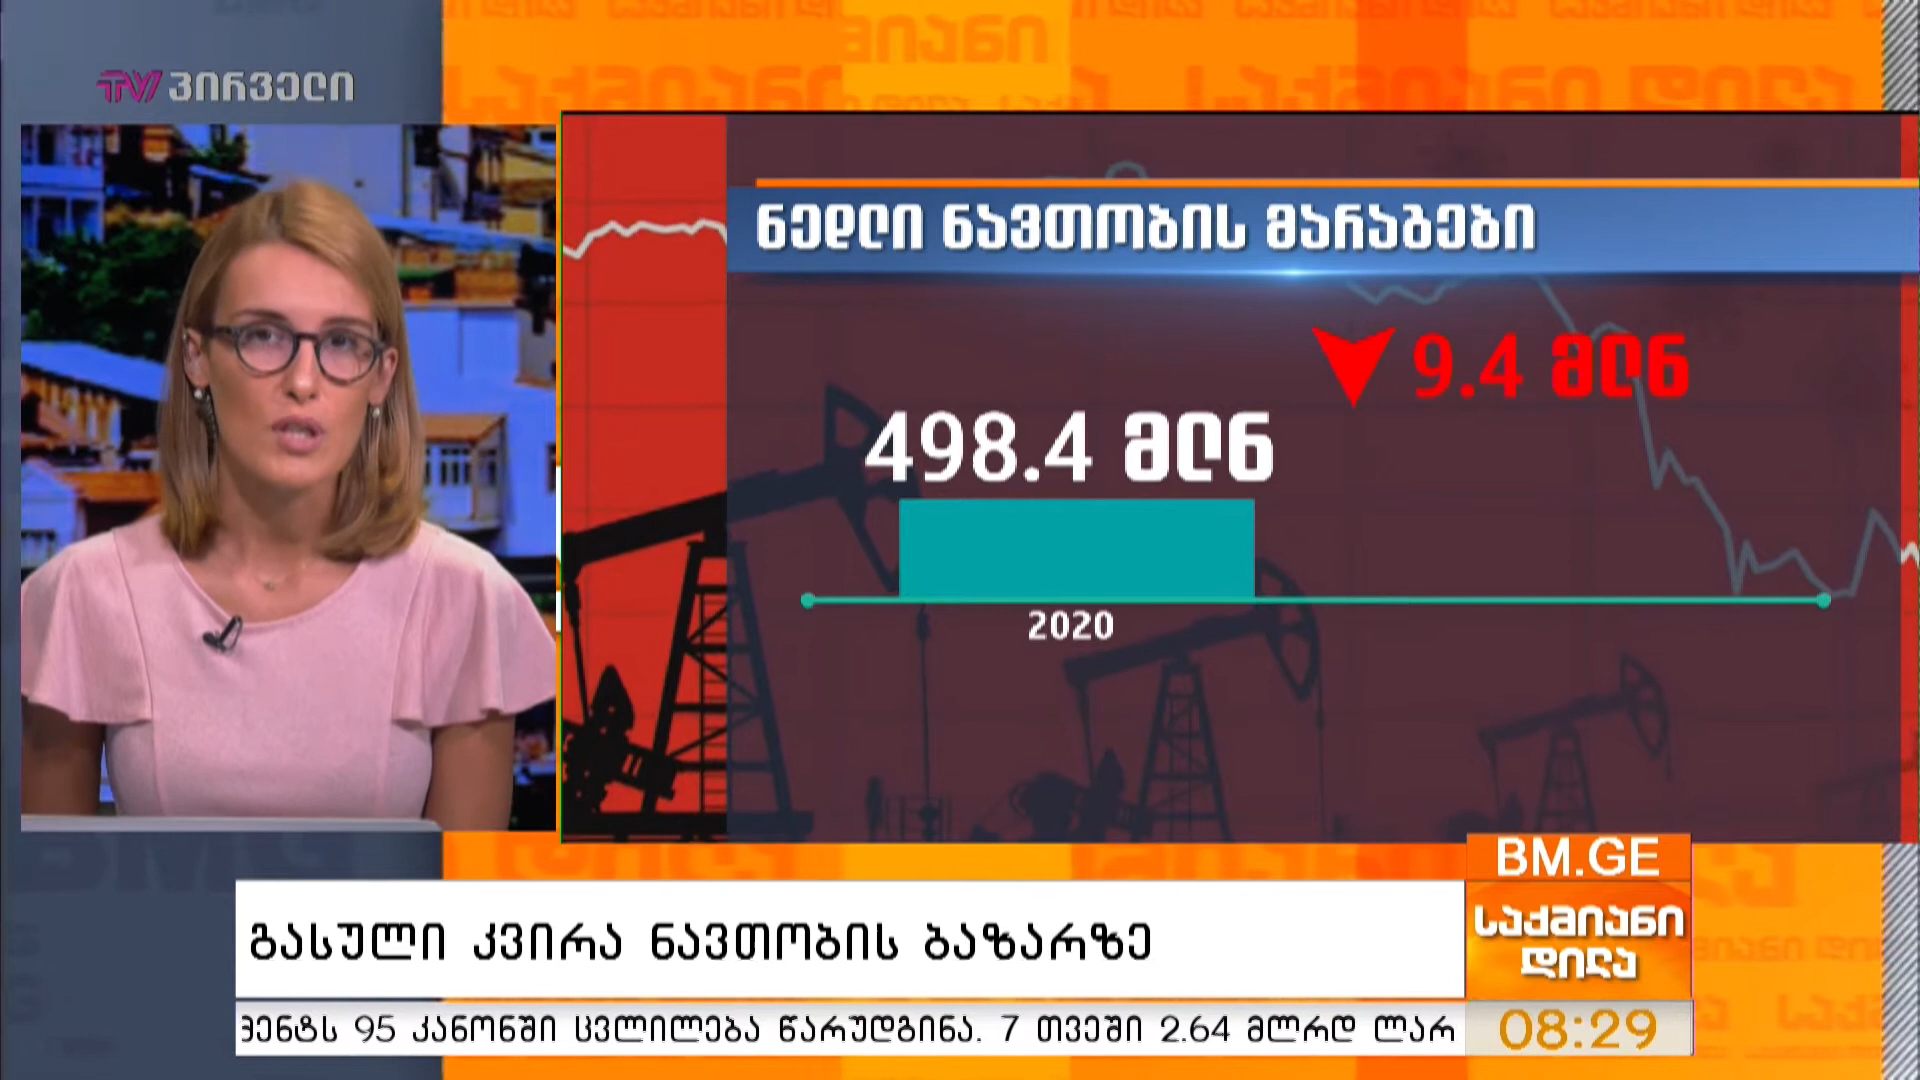 TV პირველი
ნედლი ნავთობის მარაგები
9.4 მლნ
498.4 მლნ
2020
BM.GE
გასული კვირა ნავთობის ბაზარზე
საქმიანი
დილა
მენტს 95 კანონში ცვლილება წარუდგინა. 7 თვეში 2.64 მლრდ ლარ
08:29